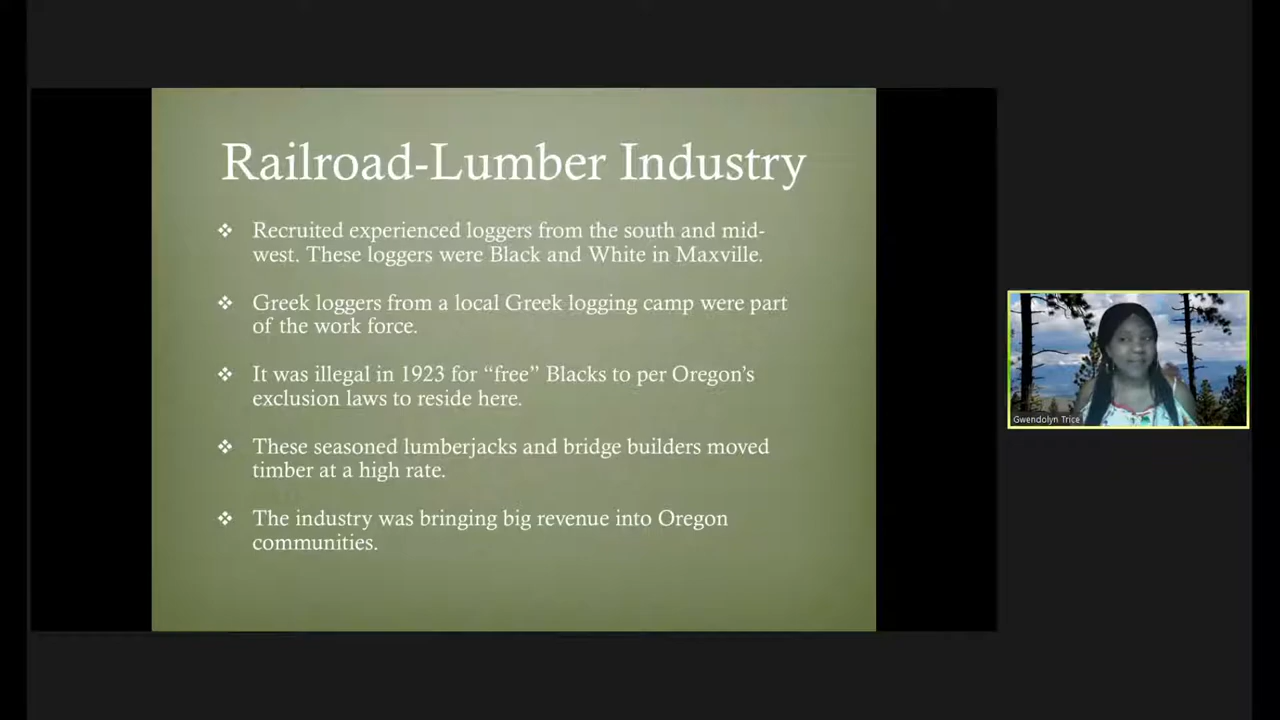 Railroad-Lumber Industry
❖ Recruited experienced loggers from the south and mid-
west. These loggers were Black and White in Maxville.
❖ Greek loggers from a local Greek logging camp were part
of the work force.
❖ It was illegal in 1923 for “free” Blacks to per Oregon’s
exclusion laws to reside here.
❖ These seasoned lumberjacks and bridge builders moved
timber at a high rate.
❖ The industry was bringing big revenue into Oregon
communities.
Gwendolyn Trice